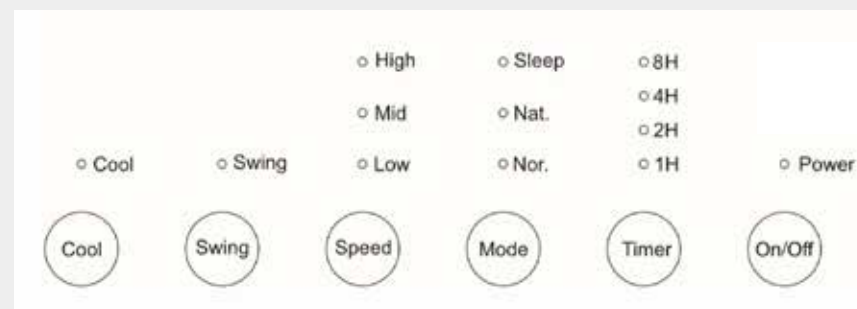 High Sleep 8H
4H
Mid Nat.
2H
Cool Swing Low Nor. 1H Power
Cool Swing Speed Mode Timer On/Off